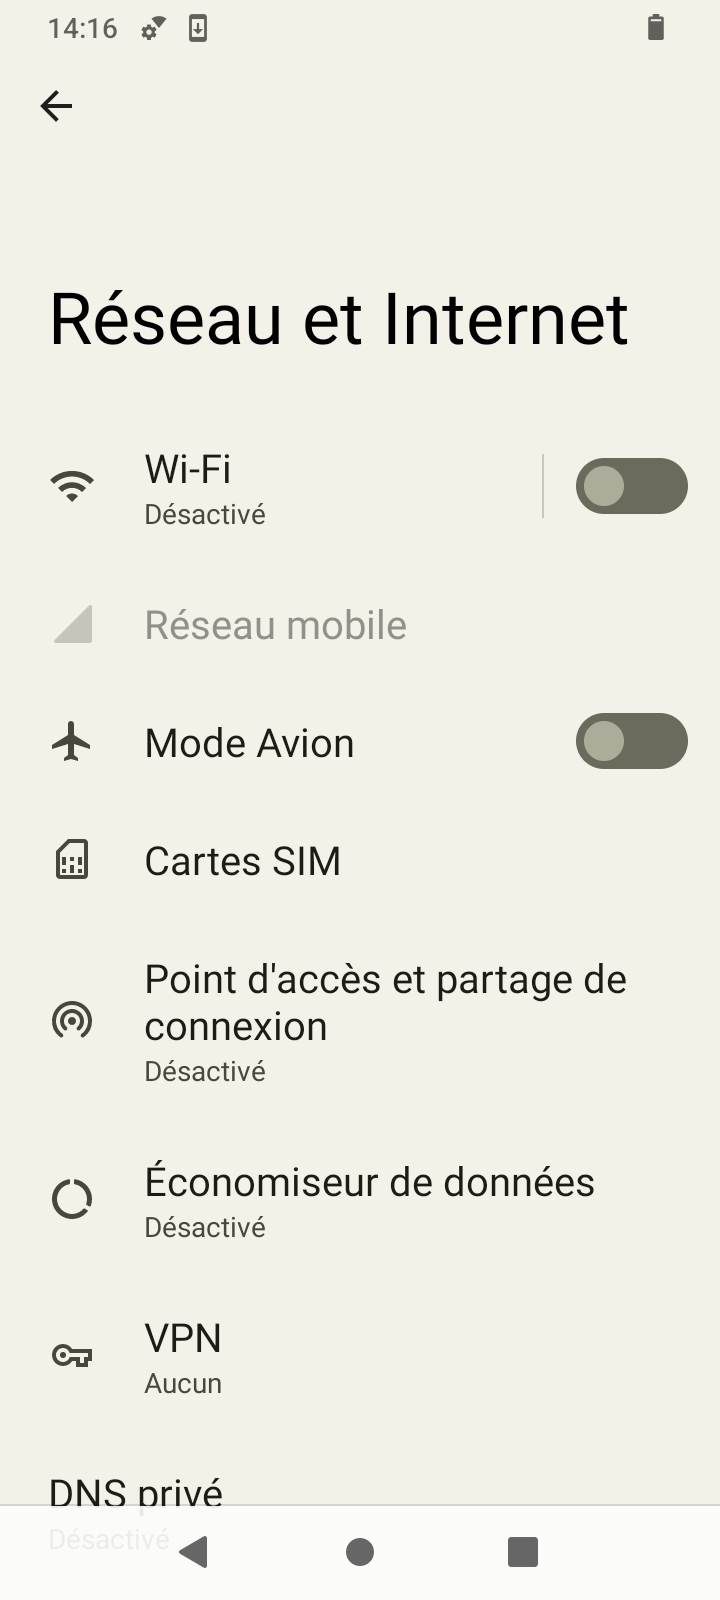 14:16
Réseau et Internet
Wi-Fi
Désactivé
Réseau mobile
Mode Avion
Cartes SIM
Point d'accès et partage de
connexion
Désactivé
Économiseur de données
Désactivé
VPN
Aucun
DNS privé
Désactivé